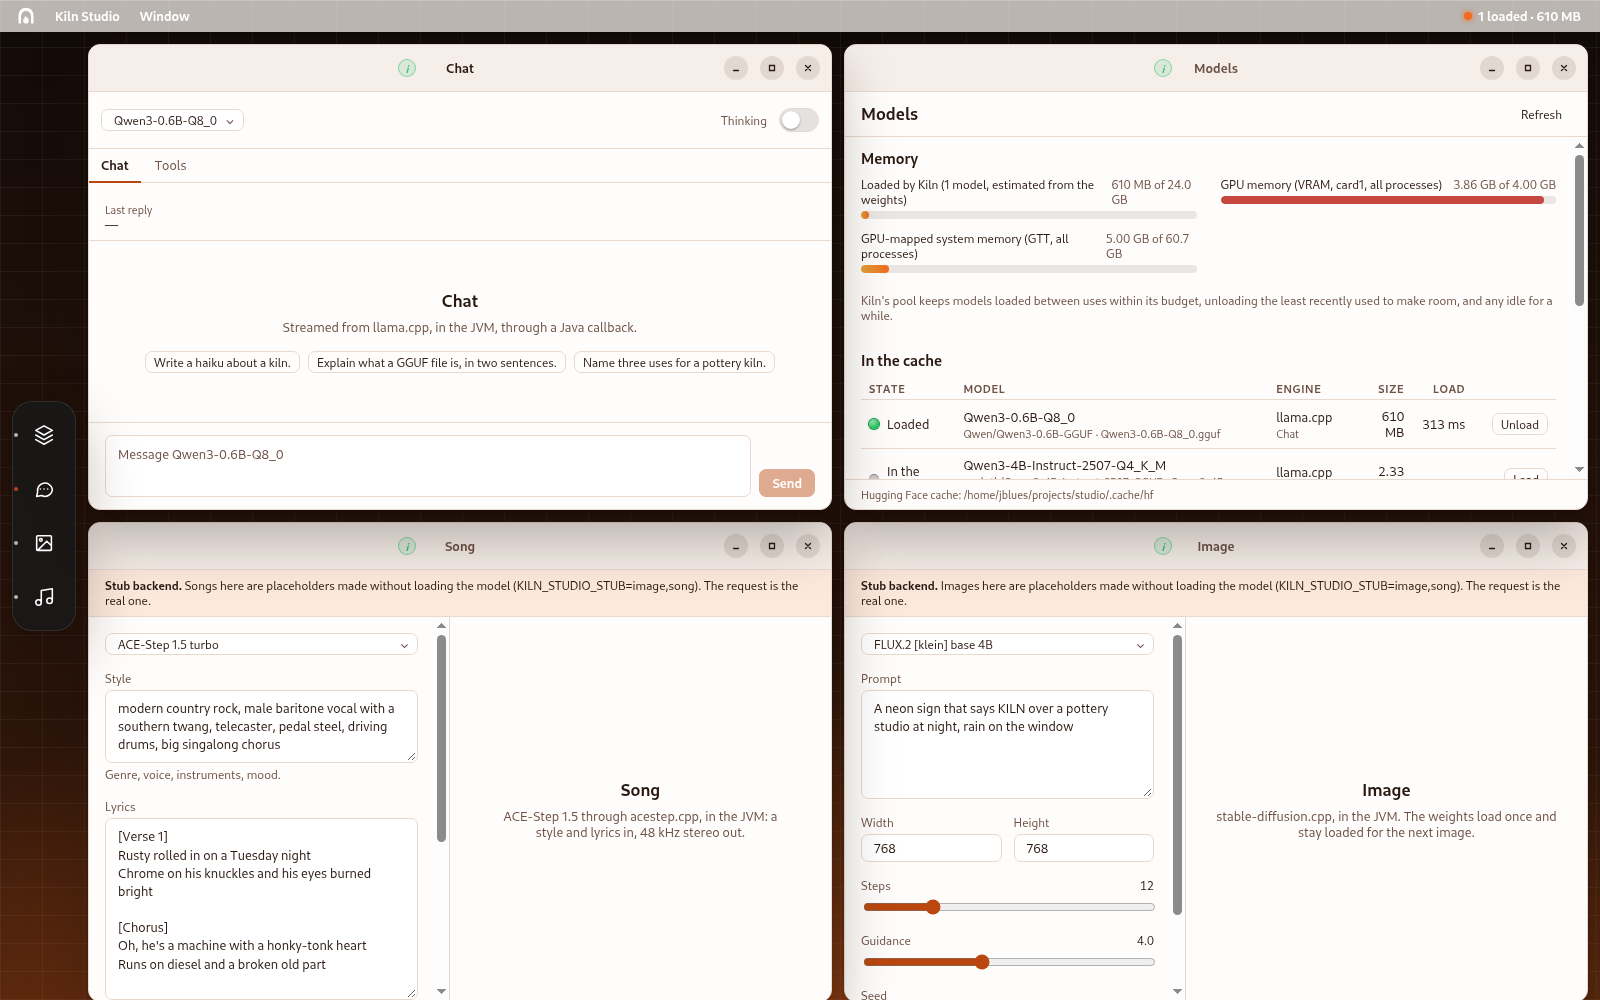 Kiln Studio Window
1 loaded · 610 MB
Chat
Qwen3-0.6B-Q8_0
Thinking
Chat Tools
Last reply
—
Chat
Streamed from llama.cpp, in the JVM, through a Java callback.
Write a haiku about a kiln. Explain what a GGUF file is, in two sentences. Name three uses for a pottery kiln.
Message Qwen3-0.6B-Q8_0
Send
Models
Models
Refresh
Memory
Loaded by Kiln (1 model, estimated from the
weights)
610 MB of 24.0
GB
GPU memory (VRAM, card1, all processes) 3.86 GB of 4.00 GB
GPU-mapped system memory (GTT, all
processes)
5.00 GB of 60.7
GB
Kiln's pool keeps models loaded between uses within its budget, unloading the least recently used to make room, and any idle for a
while.
In the cache
STATE MODEL ENGINE SIZE LOAD
Loaded
Qwen3-0.6B-Q8_0
Qwen/Qwen3-0.6B-GGUF · Qwen3-0.6B-Q8_0.gguf
llama.cpp
Chat
610
MB
313 ms
Unload
In the
Qwen3-4B-Instruct-2507-Q4_K_M
llama.cpp
2.33
Load
Hugging Face cache: /home/jblues/projects/studio/.cache/hf
Song
Stub backend. Songs here are placeholders made without loading the model (KILN_STUDIO_STUB=image,song). The request is the
real one.
ACE-Step 1.5 turbo
Style
modern country rock, male baritone vocal with a
southern twang, telecaster, pedal steel, driving
drums, big singalong chorus
Genre, voice, instruments, mood.
Lyrics
[Verse 1]
Rusty rolled in on a Tuesday night
Chrome on his knuckles and his eyes burned
bright
[Chorus]
Oh, he's a machine with a honky-tonk heart
Runs on diesel and a broken old part
Song
ACE-Step 1.5 through acestep.cpp, in the JVM: a
style and lyrics in, 48 kHz stereo out.
Image
Stub backend. Images here are placeholders made without loading the model (KILN_STUDIO_STUB=image,song). The request is the
real one.
FLUX.2 [klein] base 4B
Prompt
A neon sign that says KILN over a pottery
studio at night, rain on the window
Width Height
768 768
Steps 12
Guidance 4.0
Seed
Image
stable-diffusion.cpp, in the JVM. The weights load once and
stay loaded for the next image.